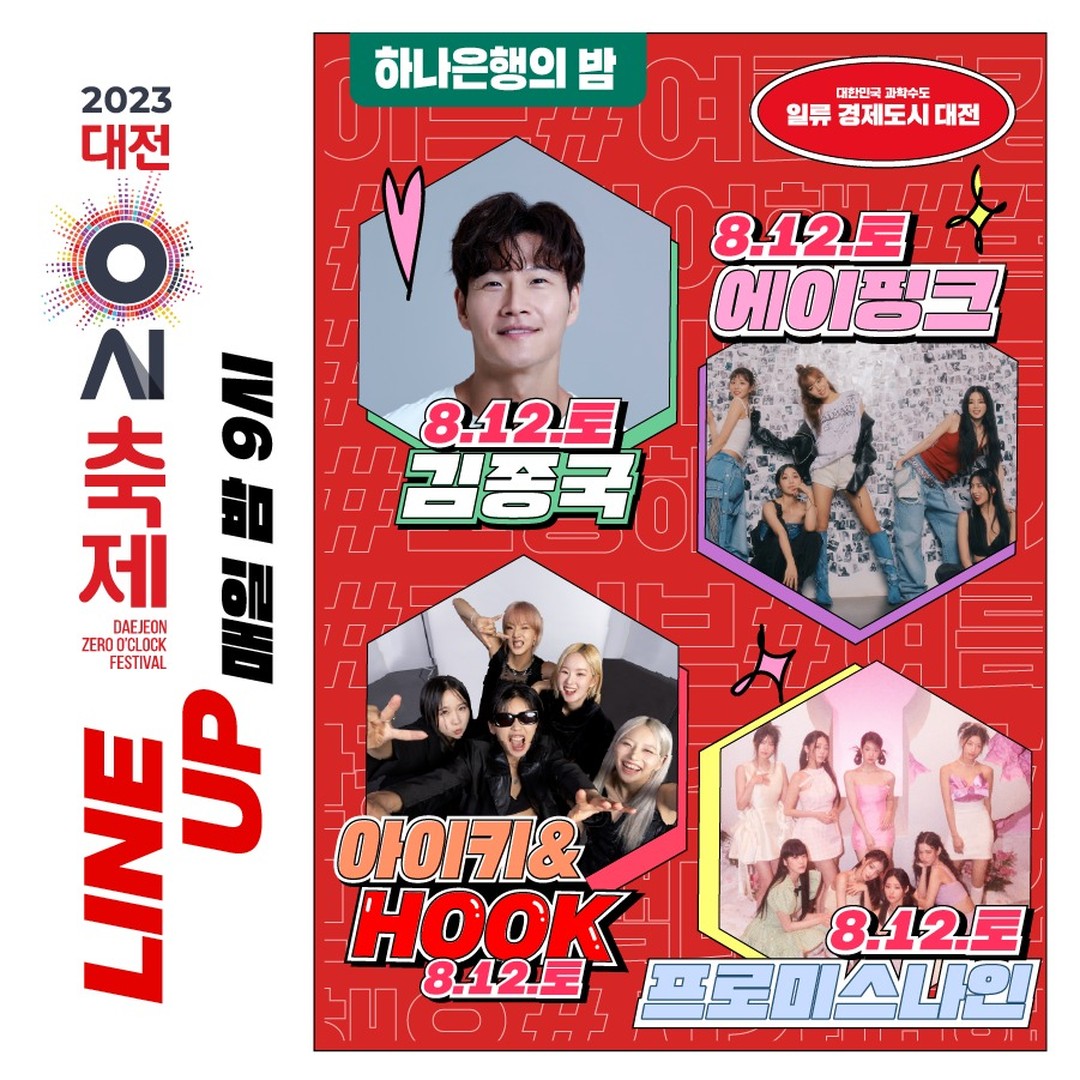 2023
대전
0시
축제
DAEJEON
ZERO O'CLOCK
FESTIVAL
LINE
UP
매일 밤 9시
하나은행의 밤
대한민국 과학수도
일류 경제도시 대전
8.12.토
김종국
8.12.토
에이핑크
아이키&
HOOK
8.12.토
8.12.토
프로미스나인